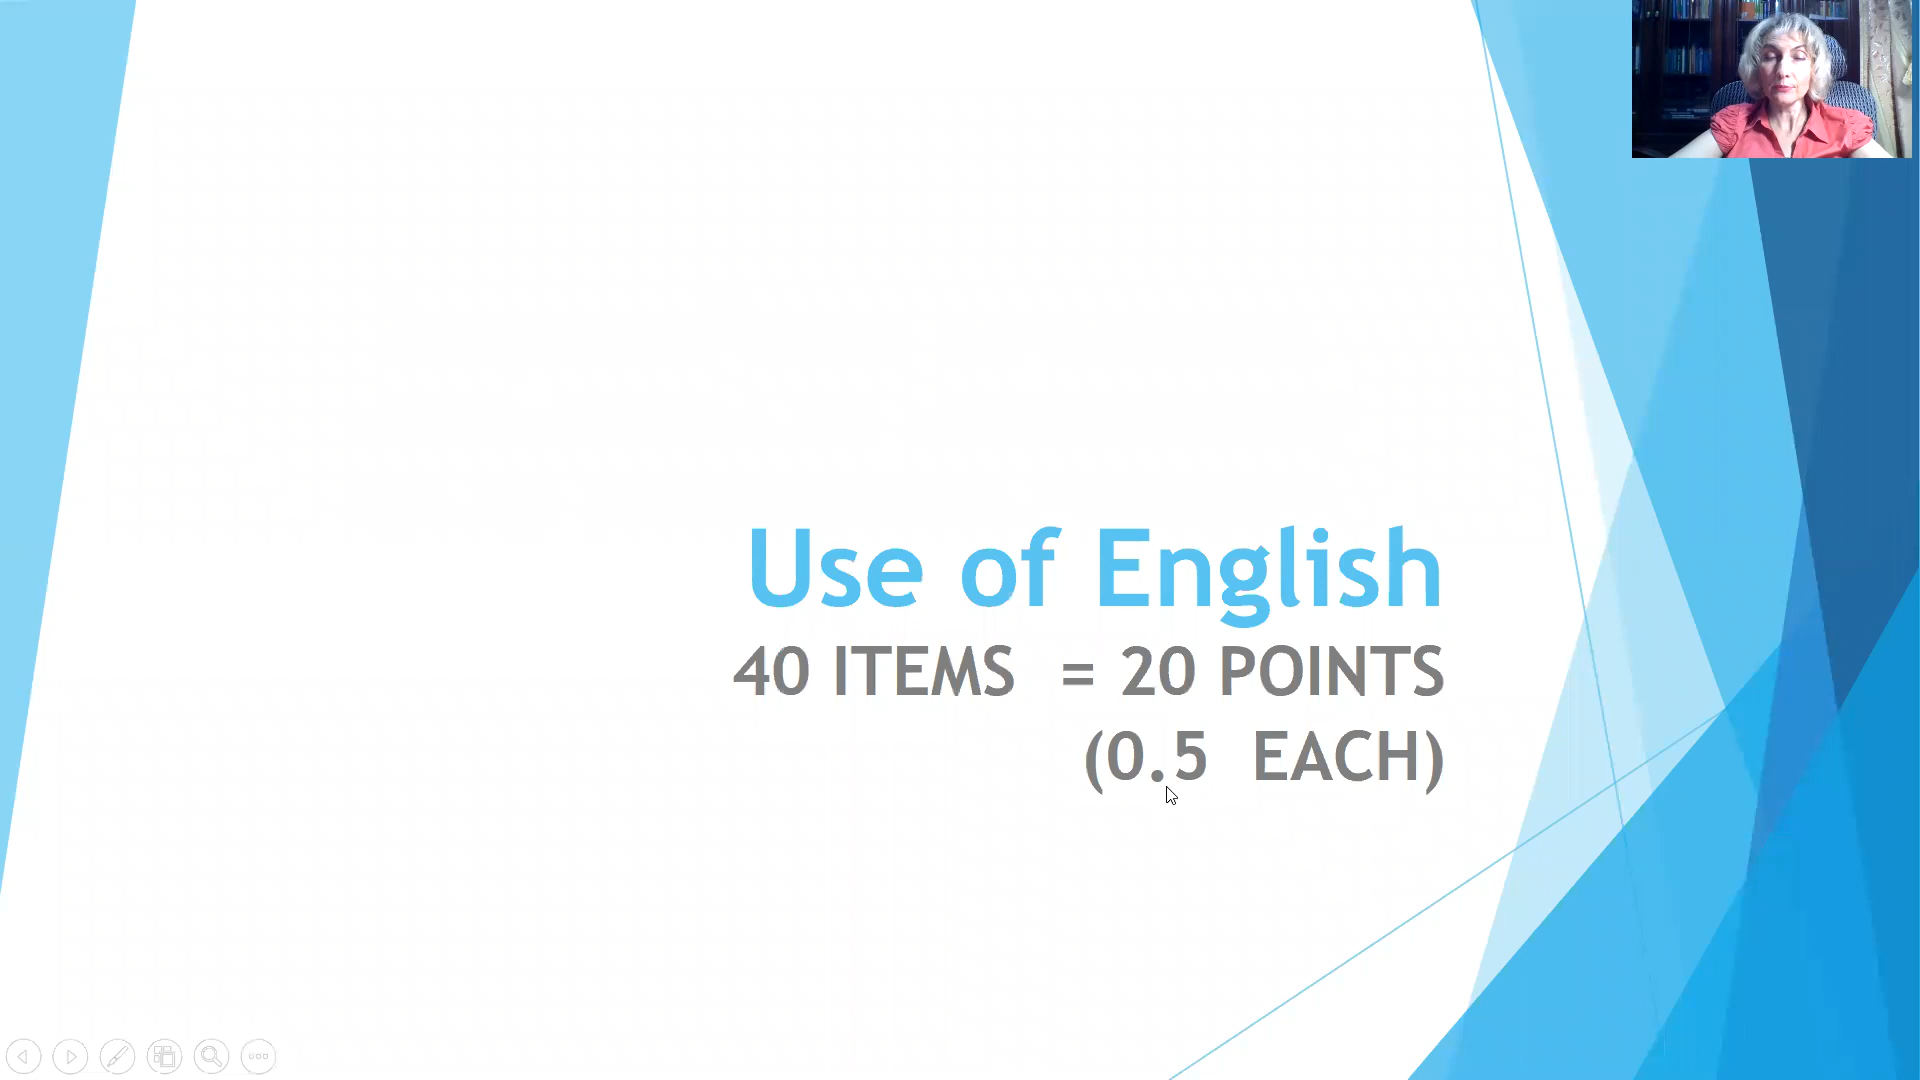 Use of English
40 ITEMS = 20 POINTS
(0.5 EACH)